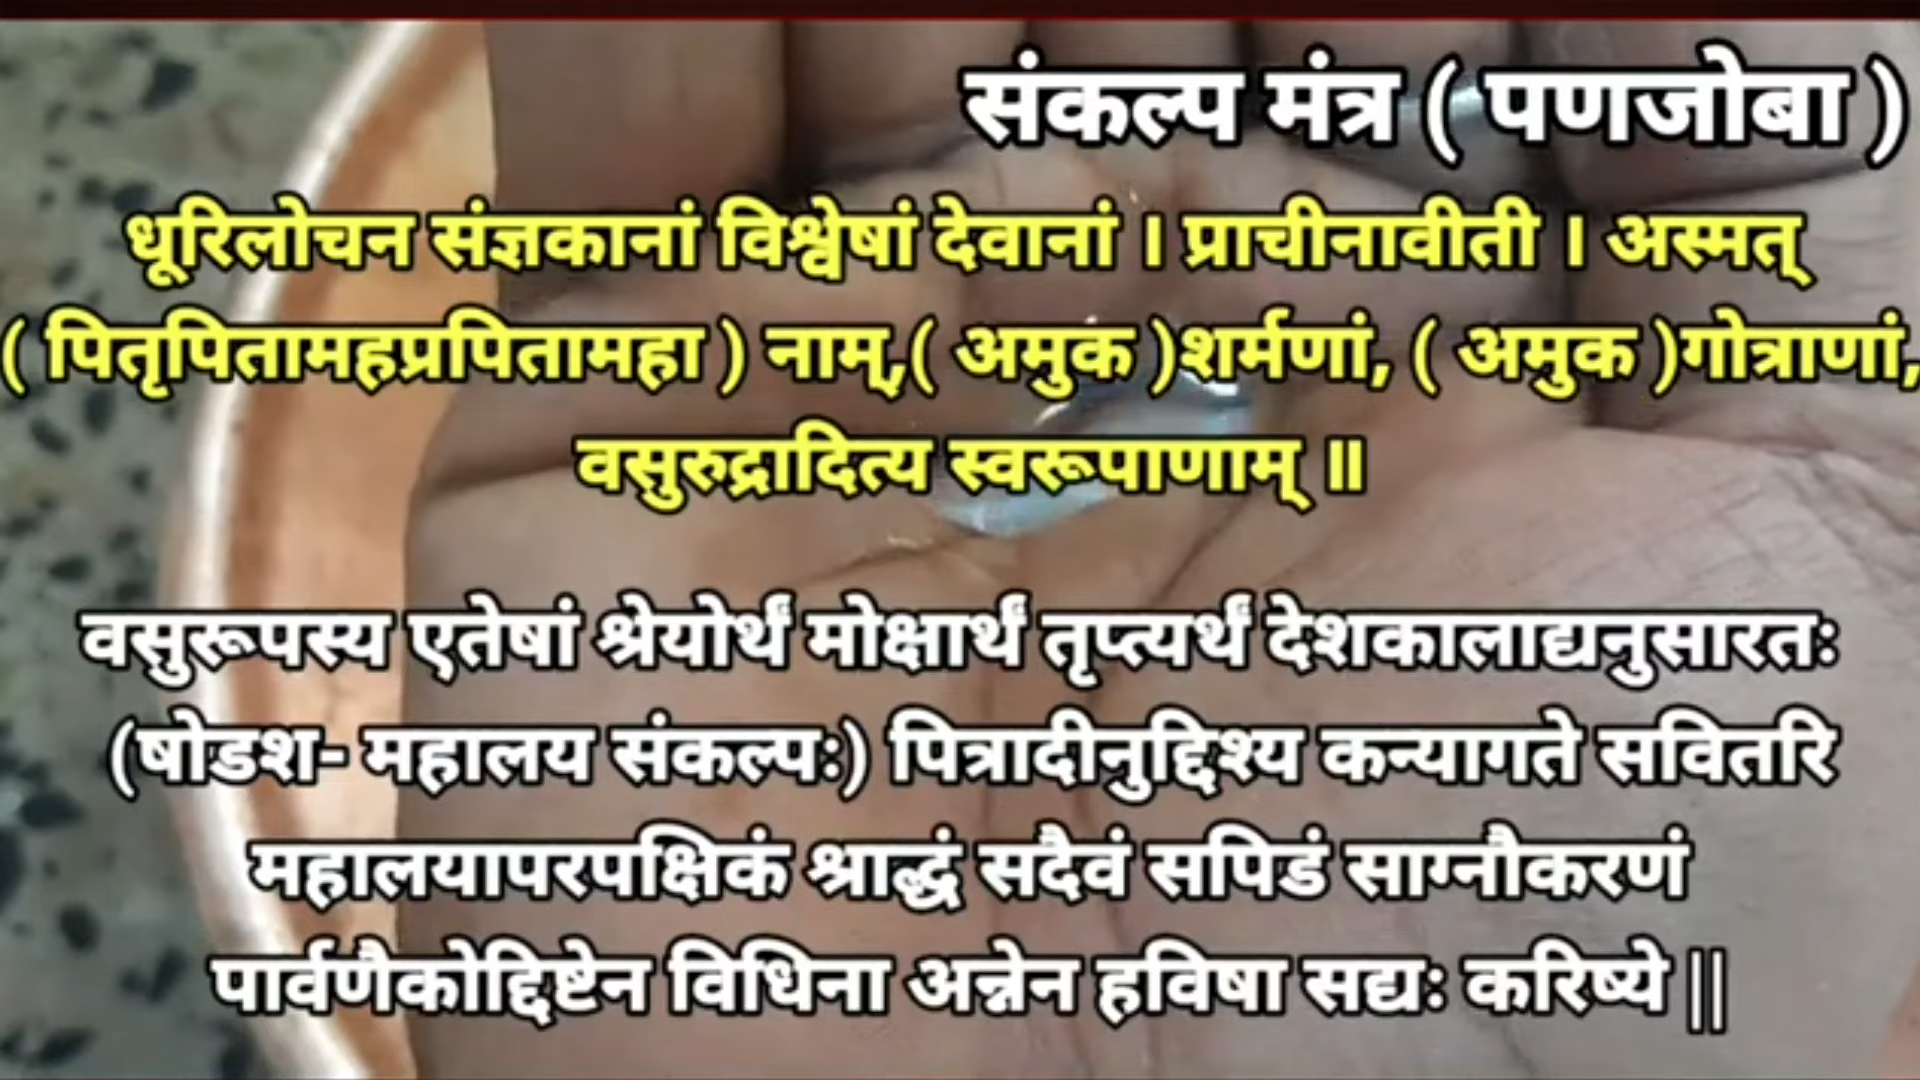 संकल्प मंत्र ( पणजोबा )
धूरिलोचन संज्ञकानां विश्वेषां देवानां । प्राचीनावीती । अस्मत्
( पितृपितामहप्रपितामहा ) नाम्,( अमुक )शर्मणां, ( अमुक )गोत्राणां,
वसुरुद्रादित्य स्वरूपाणाम् ॥
वसुरूपस्य एतेषां श्रेयोर्थं मोक्षार्थं तृप्त्यर्थं देशकालाद्यनुसारतः
(षोडश- महालय संकल्पः) पित्रादीनुद्दिश्य कन्यागते सवितरि
महालयापरपक्षिकं श्राद्धं सदैवं सपिडं साग्नौकरणं
पार्वणैकोद्दिष्टेन विधिना अन्नेन हविषा सद्यः करिष्ये ||